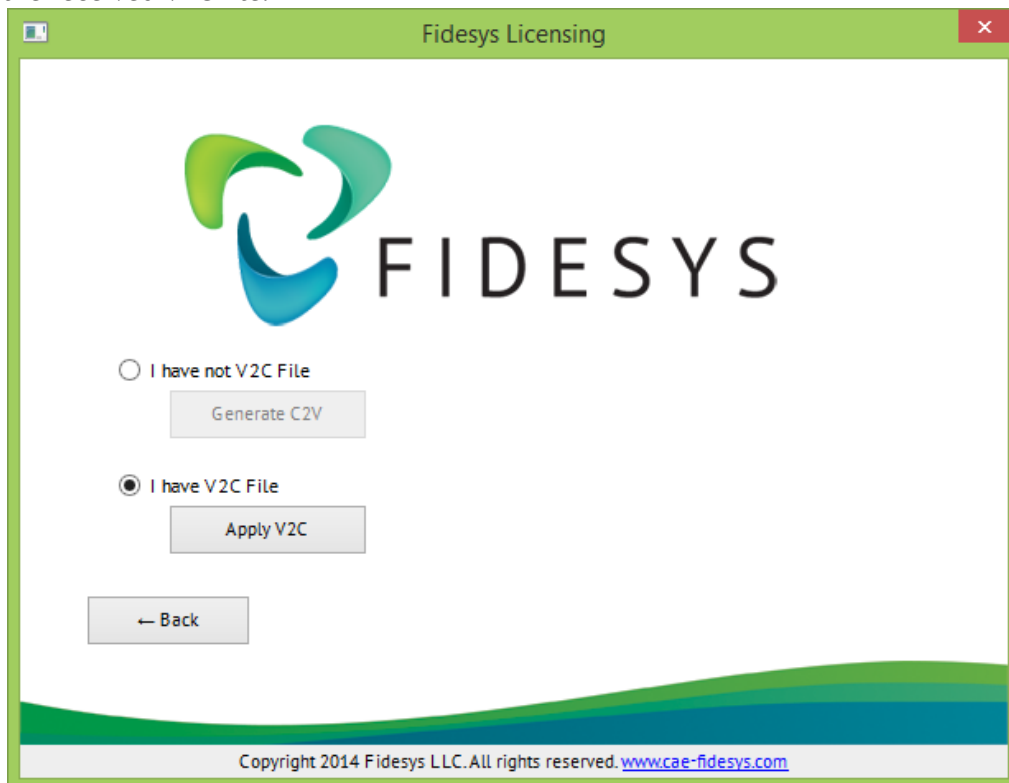 Fidesys Licensing
FIDESYS
I have not V2C File
Generate C2V
I have V2C File
Apply V2C
← Back
Copyright 2014 Fidesys LLC. All rights reserved. www.cae-fidesys.com